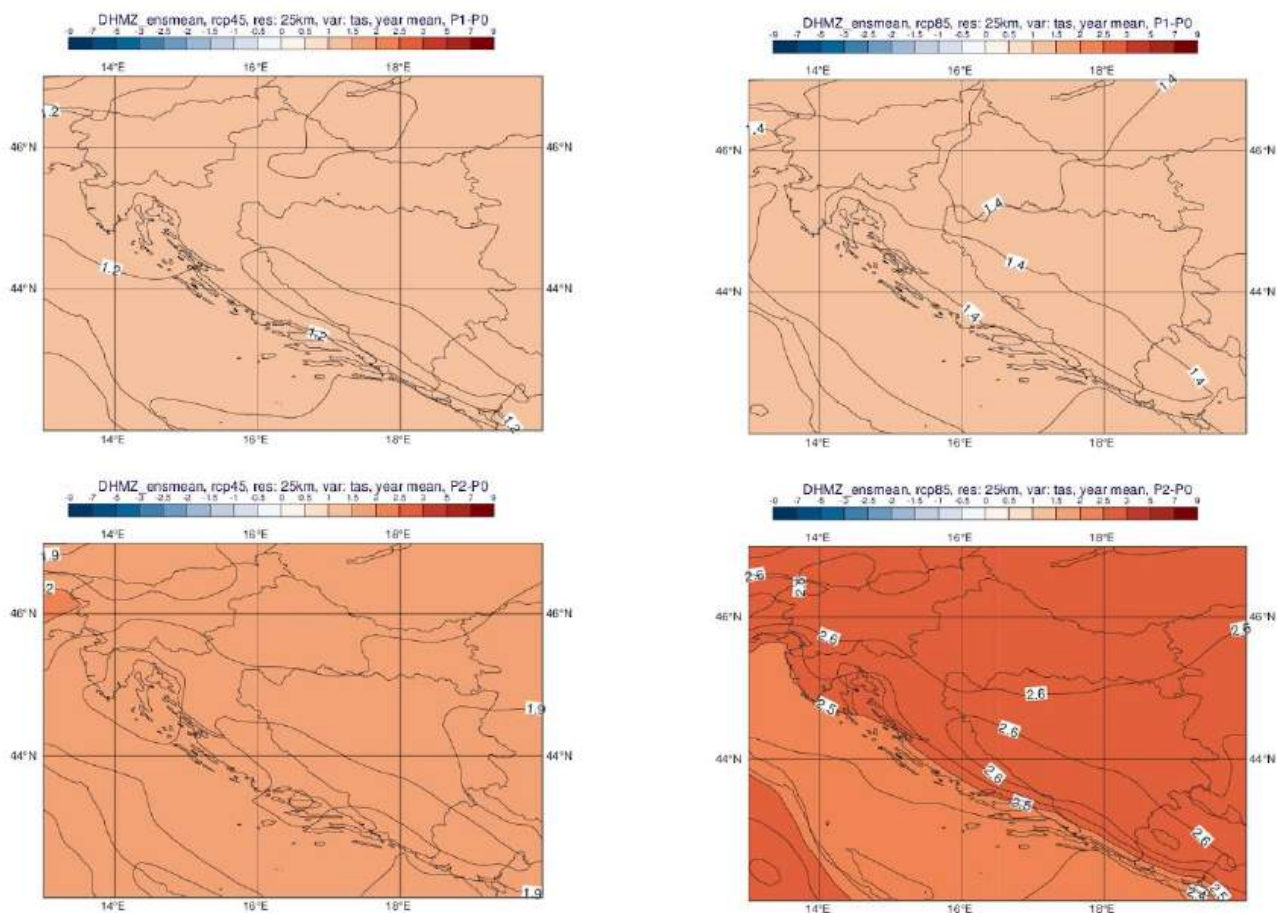 DHMZ_ensmean, rcp45, res: 25km, var: tas, year mean, P1-P0
-9 -7 -5 -3 -2.5 -2 -1.5 -1 -0.5 0 0.5 1 1.5 2 2.5 3 5 7 9
14°E 16°E 18°E
1.2
46°N
1.2
44°N
1.2
1.2
14°E 16°E 18°E
DHMZ_ensmean, rcp85, res: 25km, var: tas, year mean, P1-P0
-9 -7 -5 -3 -2.5 -2 -1.5 -1 -0.5 0 0.5 1 1.5 2 2.5 3 5 7 9
14°E 16°E 18°E
1.4
1.4
46°N
1.4
1.4
44°N
1.4
1.4
1.4
14°E 16°E 18°E
DHMZ_ensmean, rcp45, res: 25km, var: tas, year mean, P2-P0
-9 -7 -5 -3 -2.5 -2 -1.5 -1 -0.5 0 0.5 1 1.5 2 2.5 3 5 7 9
14°E 16°E 18°E
1.9
2
46°N
1.9
44°N
1.9
14°E 16°E 18°E
DHMZ_ensmean, rcp85, res: 25km, var: tas, year mean, P2-P0
-9 -7 -5 -3 -2.5 -2 -1.5 -1 -0.5 0 0.5 1 1.5 2 2.5 3 5 7 9
14°E 16°E 18°E
2.6
46°N
2.6
2.6
2.6
2.5
2.6
44°N
2.6
2.5
2.6
2.5
2.4
14°E 16°E 18°E